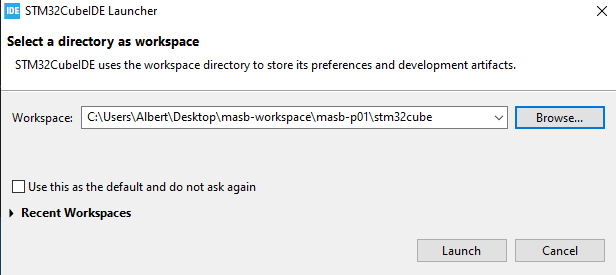 IDE STM32CubeIDE Launcher
Select a directory as workspace
STM32CubeIDE uses the workspace directory to store its preferences and development artifacts.
Workspace: C:\Users\Albert\Desktop\masb-workspace\masb-p01\stm32cube Browse...
Use this as the default and do not ask again
Recent Workspaces
Launch Cancel